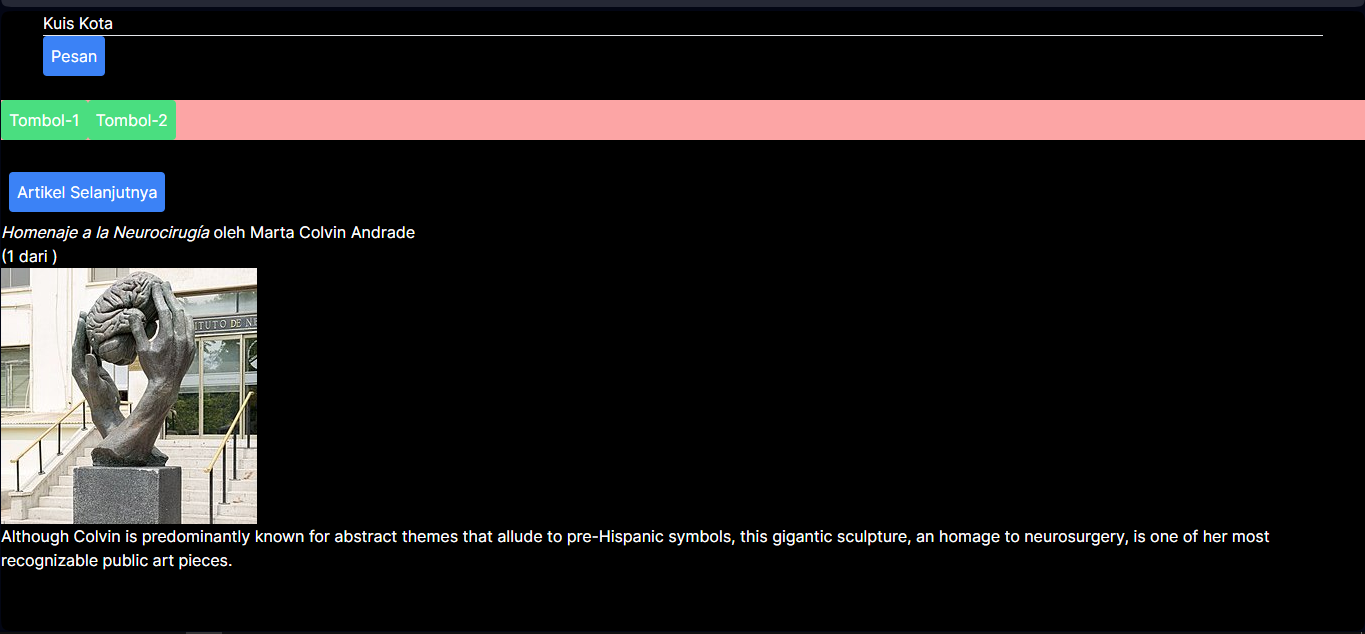 Kuis Kota
Pesan
Tombol-1 Tombol-2
Artikel Selanjutnya
Homenaje a la Neurocirugía oleh Marta Colvin Andrade
(1 dari )
ITUTO DE NE
Although Colvin is predominantly known for abstract themes that allude to pre-Hispanic symbols, this gigantic sculpture, an homage to neurosurgery, is one of her most
recognizable public art pieces.